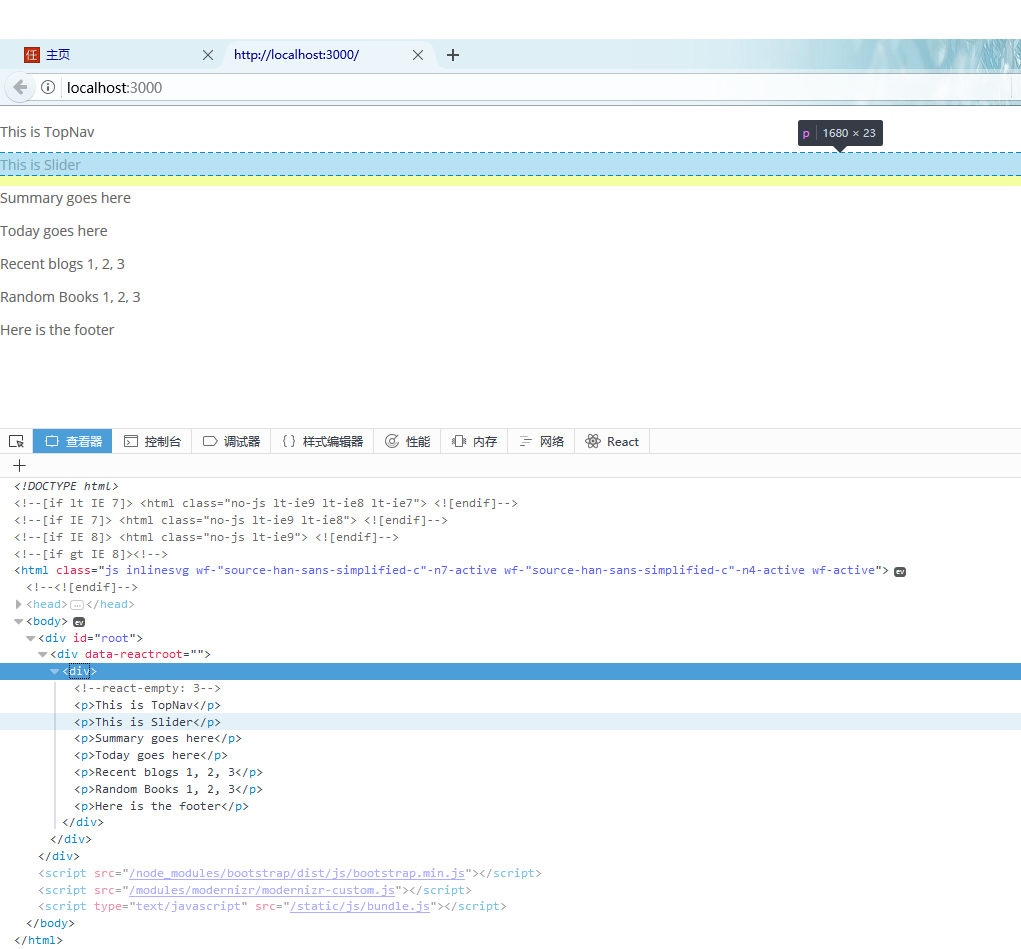 任 主页 http://localhost:3000/
localhost:3000
This is TopNav
p 1680 × 23
This is Slider
Summary goes here
Today goes here
Recent blogs 1, 2, 3
Random Books 1, 2, 3
Here is the footer
查看器 控制台 调试器 样式编辑器 性能 内存 网络 React
<!DOCTYPE html>
<!--[if lt IE 7]> <html class="no-js lt-ie9 lt-ie8 lt-ie7"> <![endif]-->
<!--[if IE 7]> <html class="no-js lt-ie9 lt-ie8"> <![endif]-->
<!--[if IE 8]> <html class="no-js lt-ie9"> <![endif]-->
<!--[if gt IE 8]><!-->
<html class="js inlinesvg wf-"source-han-sans-simplified-c"-n7-active wf-"source-han-sans-simplified-c"-n4-active wf-active"> ev
<!--<![endif]-->
<head>…</head>
<body> ev
<div id="root">
<div data-reactroot="">
<div>
<!--react-empty: 3-->
<p>This is TopNav</p>
<p>This is Slider</p>
<p>Summary goes here</p>
<p>Today goes here</p>
<p>Recent blogs 1, 2, 3</p>
<p>Random Books 1, 2, 3</p>
<p>Here is the footer</p>
</div>
</div>
</div>
<script src="/node_modules/bootstrap/dist/js/bootstrap.min.js"></script>
<script src="/modules/modernizr/modernizr-custom.js"></script>
<script type="text/javascript" src="/static/js/bundle.js"></script>
</body>
</html>